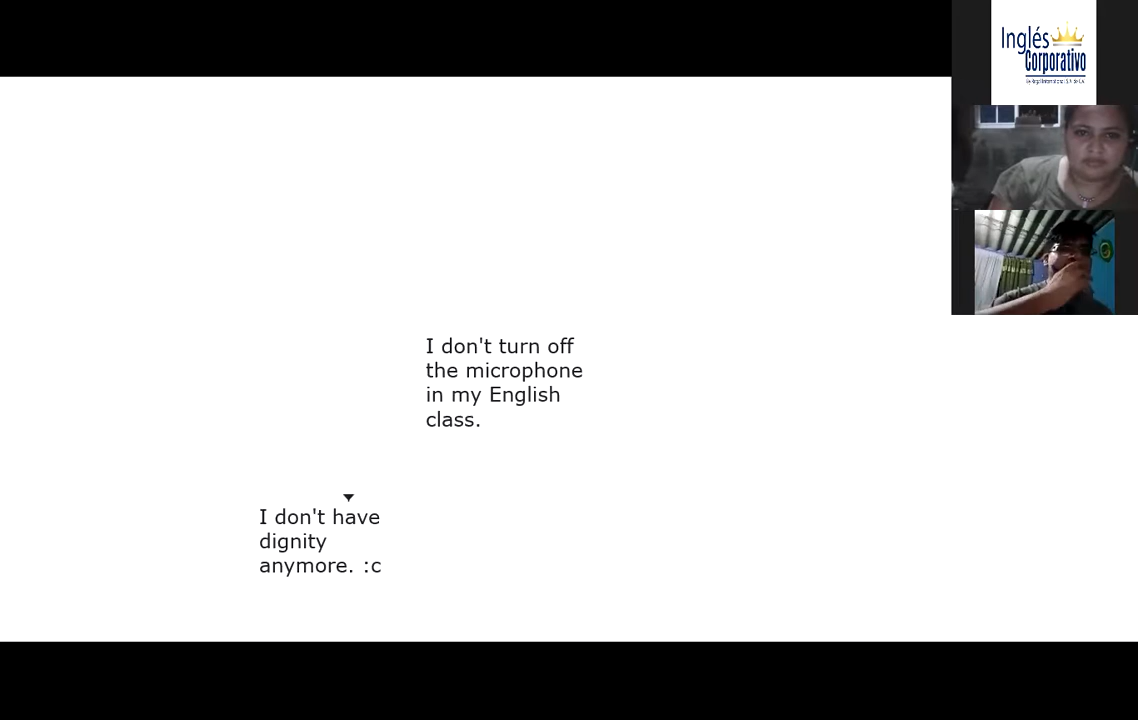 Inglés
Corporativo
I don't turn off
the microphone
in my English
class.
I don't have
dignity
anymore. :c